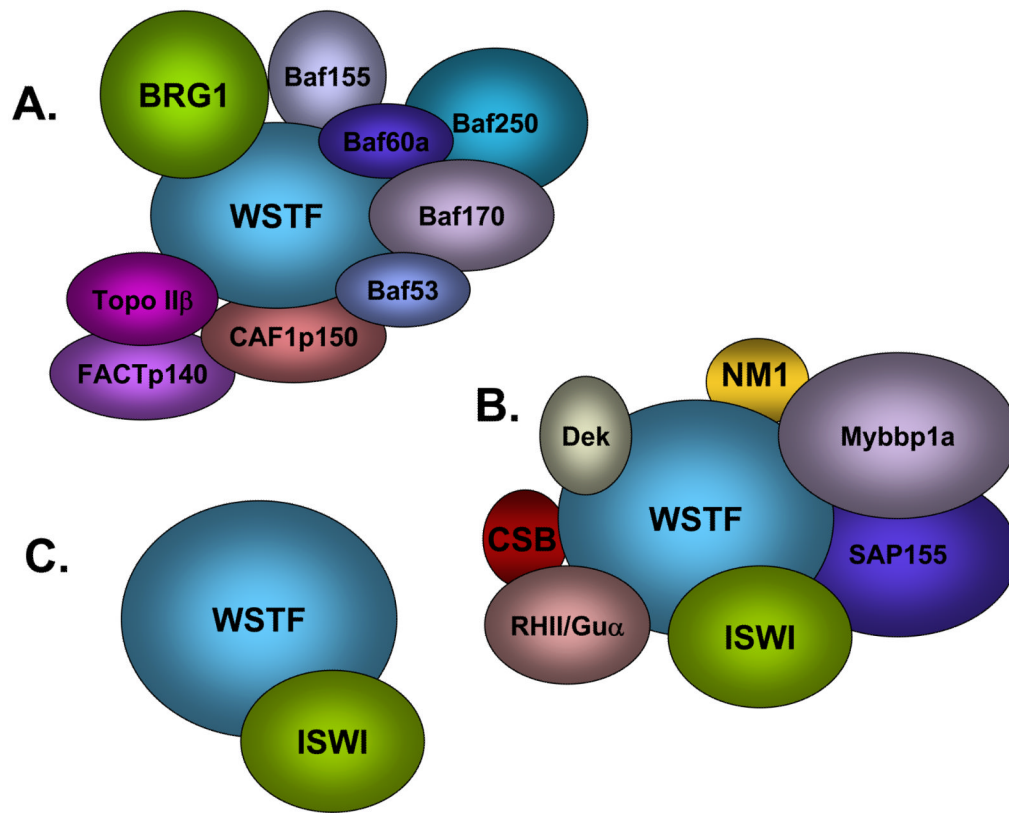 A.
BRG1
Baf155
Baf60a
Baf250
WSTF
Baf170
Baf53
Topo IIβ
CAF1p150
FACTp140
B.
NM1
Dek
Mybbp1a
WSTF
CSB
SAP155
RHII/Guα
ISWI
C.
WSTF
ISWI